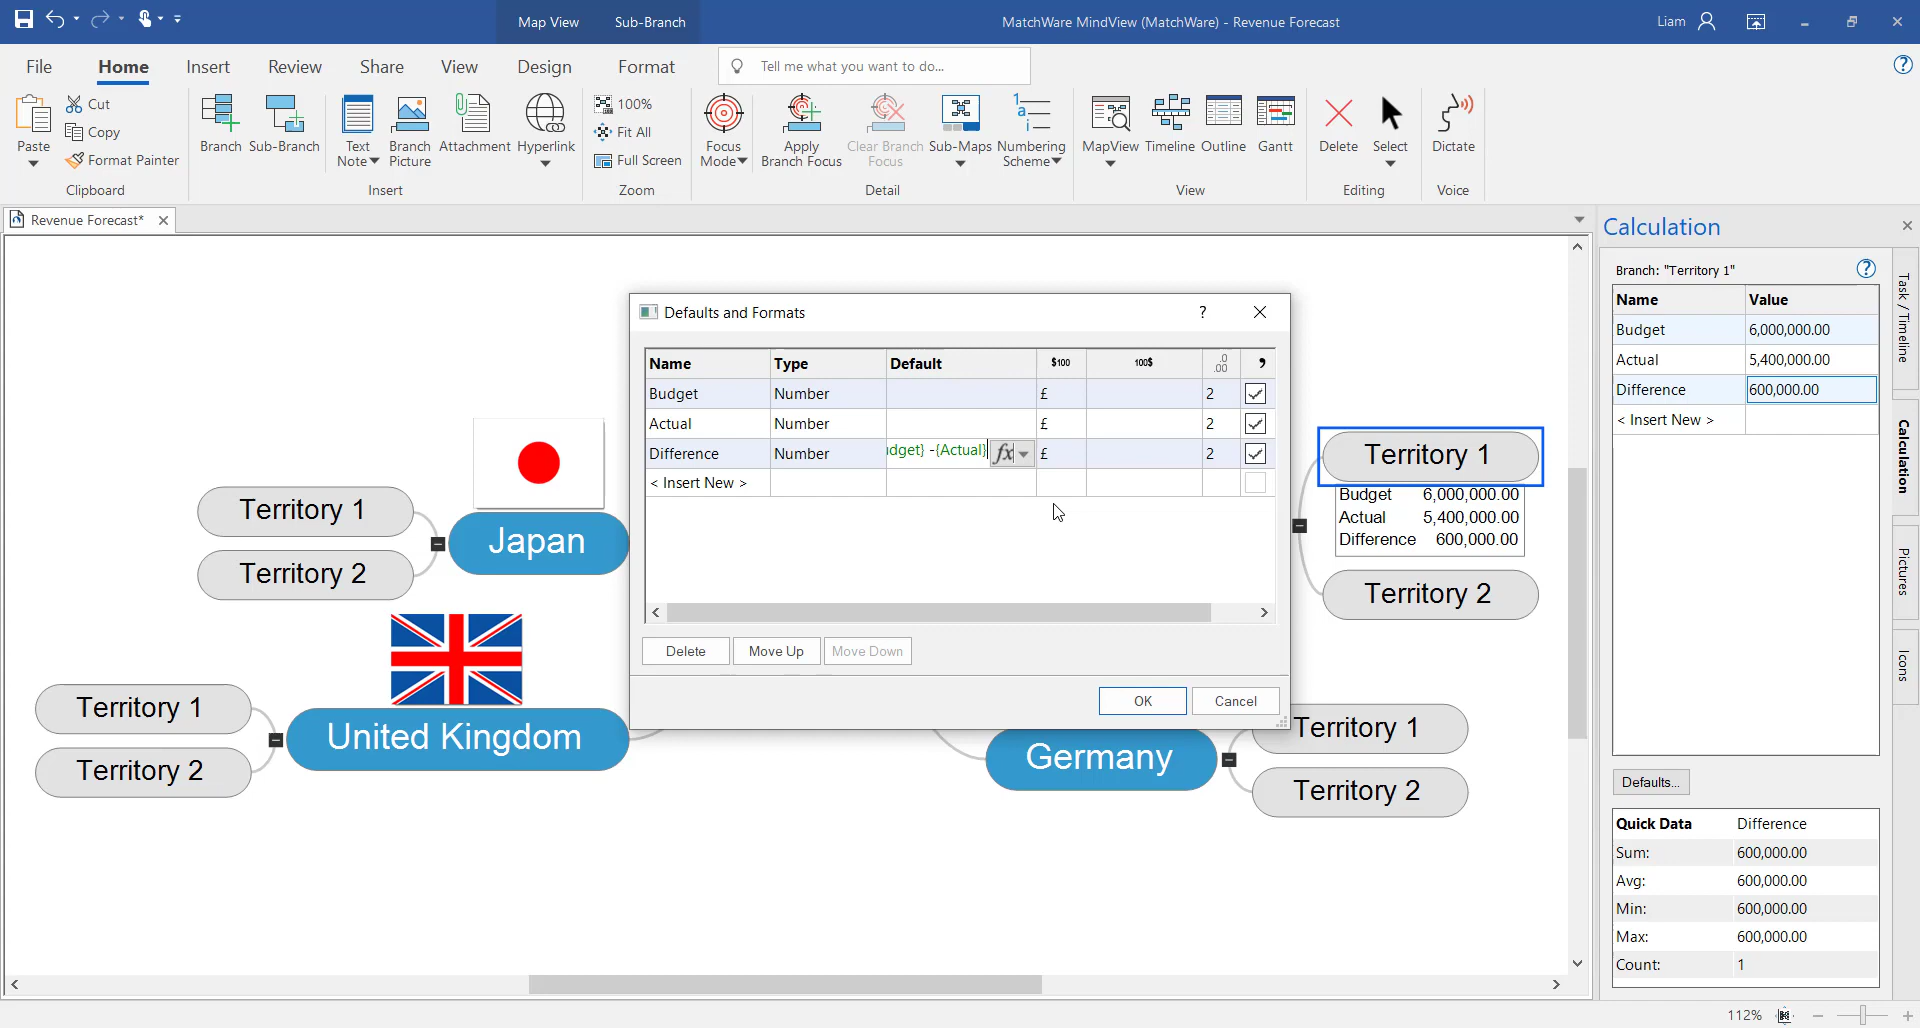 Map View
Sub-Branch
MatchWare MindView (MatchWare) - Revenue Forecast
Liam
File
Home
Insert
Review
Share
View
Design
Format
Tell me what you want to do...
Paste
Cut
Copy
Format Painter
Clipboard
Branch
Sub-Branch
Text Note
Branch Picture
Attachment
Hyperlink
Insert
100%
Fit All
Full Screen
Zoom
Focus Mode
Apply Branch Focus
Clear Branch Focus
Sub-Maps
Numbering Scheme
Detail
MapView
Timeline
Outline
Gantt
View
Delete
Select
Editing
Dictate
Voice
Revenue Forecast*
Japan
Territory 1
Territory 2
United Kingdom
Territory 1
Territory 2
Defaults and Formats
?
Name Type Default $100 100$ .0 .00 ,
Budget Number £ 2
Actual Number £ 2
Difference Number dget} -{Actual} fx £ 2
< Insert New >
Delete
Move Up
Move Down
OK
Cancel
Territory 1
Budget 6,000,000.00
Actual 5,400,000.00
Difference 600,000.00
Territory 2
Germany
Territory 1
Territory 2
Calculation
Branch: "Territory 1"
?
Name Value
Budget 6,000,000.00
Actual 5,400,000.00
Difference 600,000.00
< Insert New >
Defaults...
Quick Data Difference
Sum: 600,000.00
Avg: 600,000.00
Min: 600,000.00
Max: 600,000.00
Count: 1
Task / Timeline
Calculation
Pictures
Icons
112%